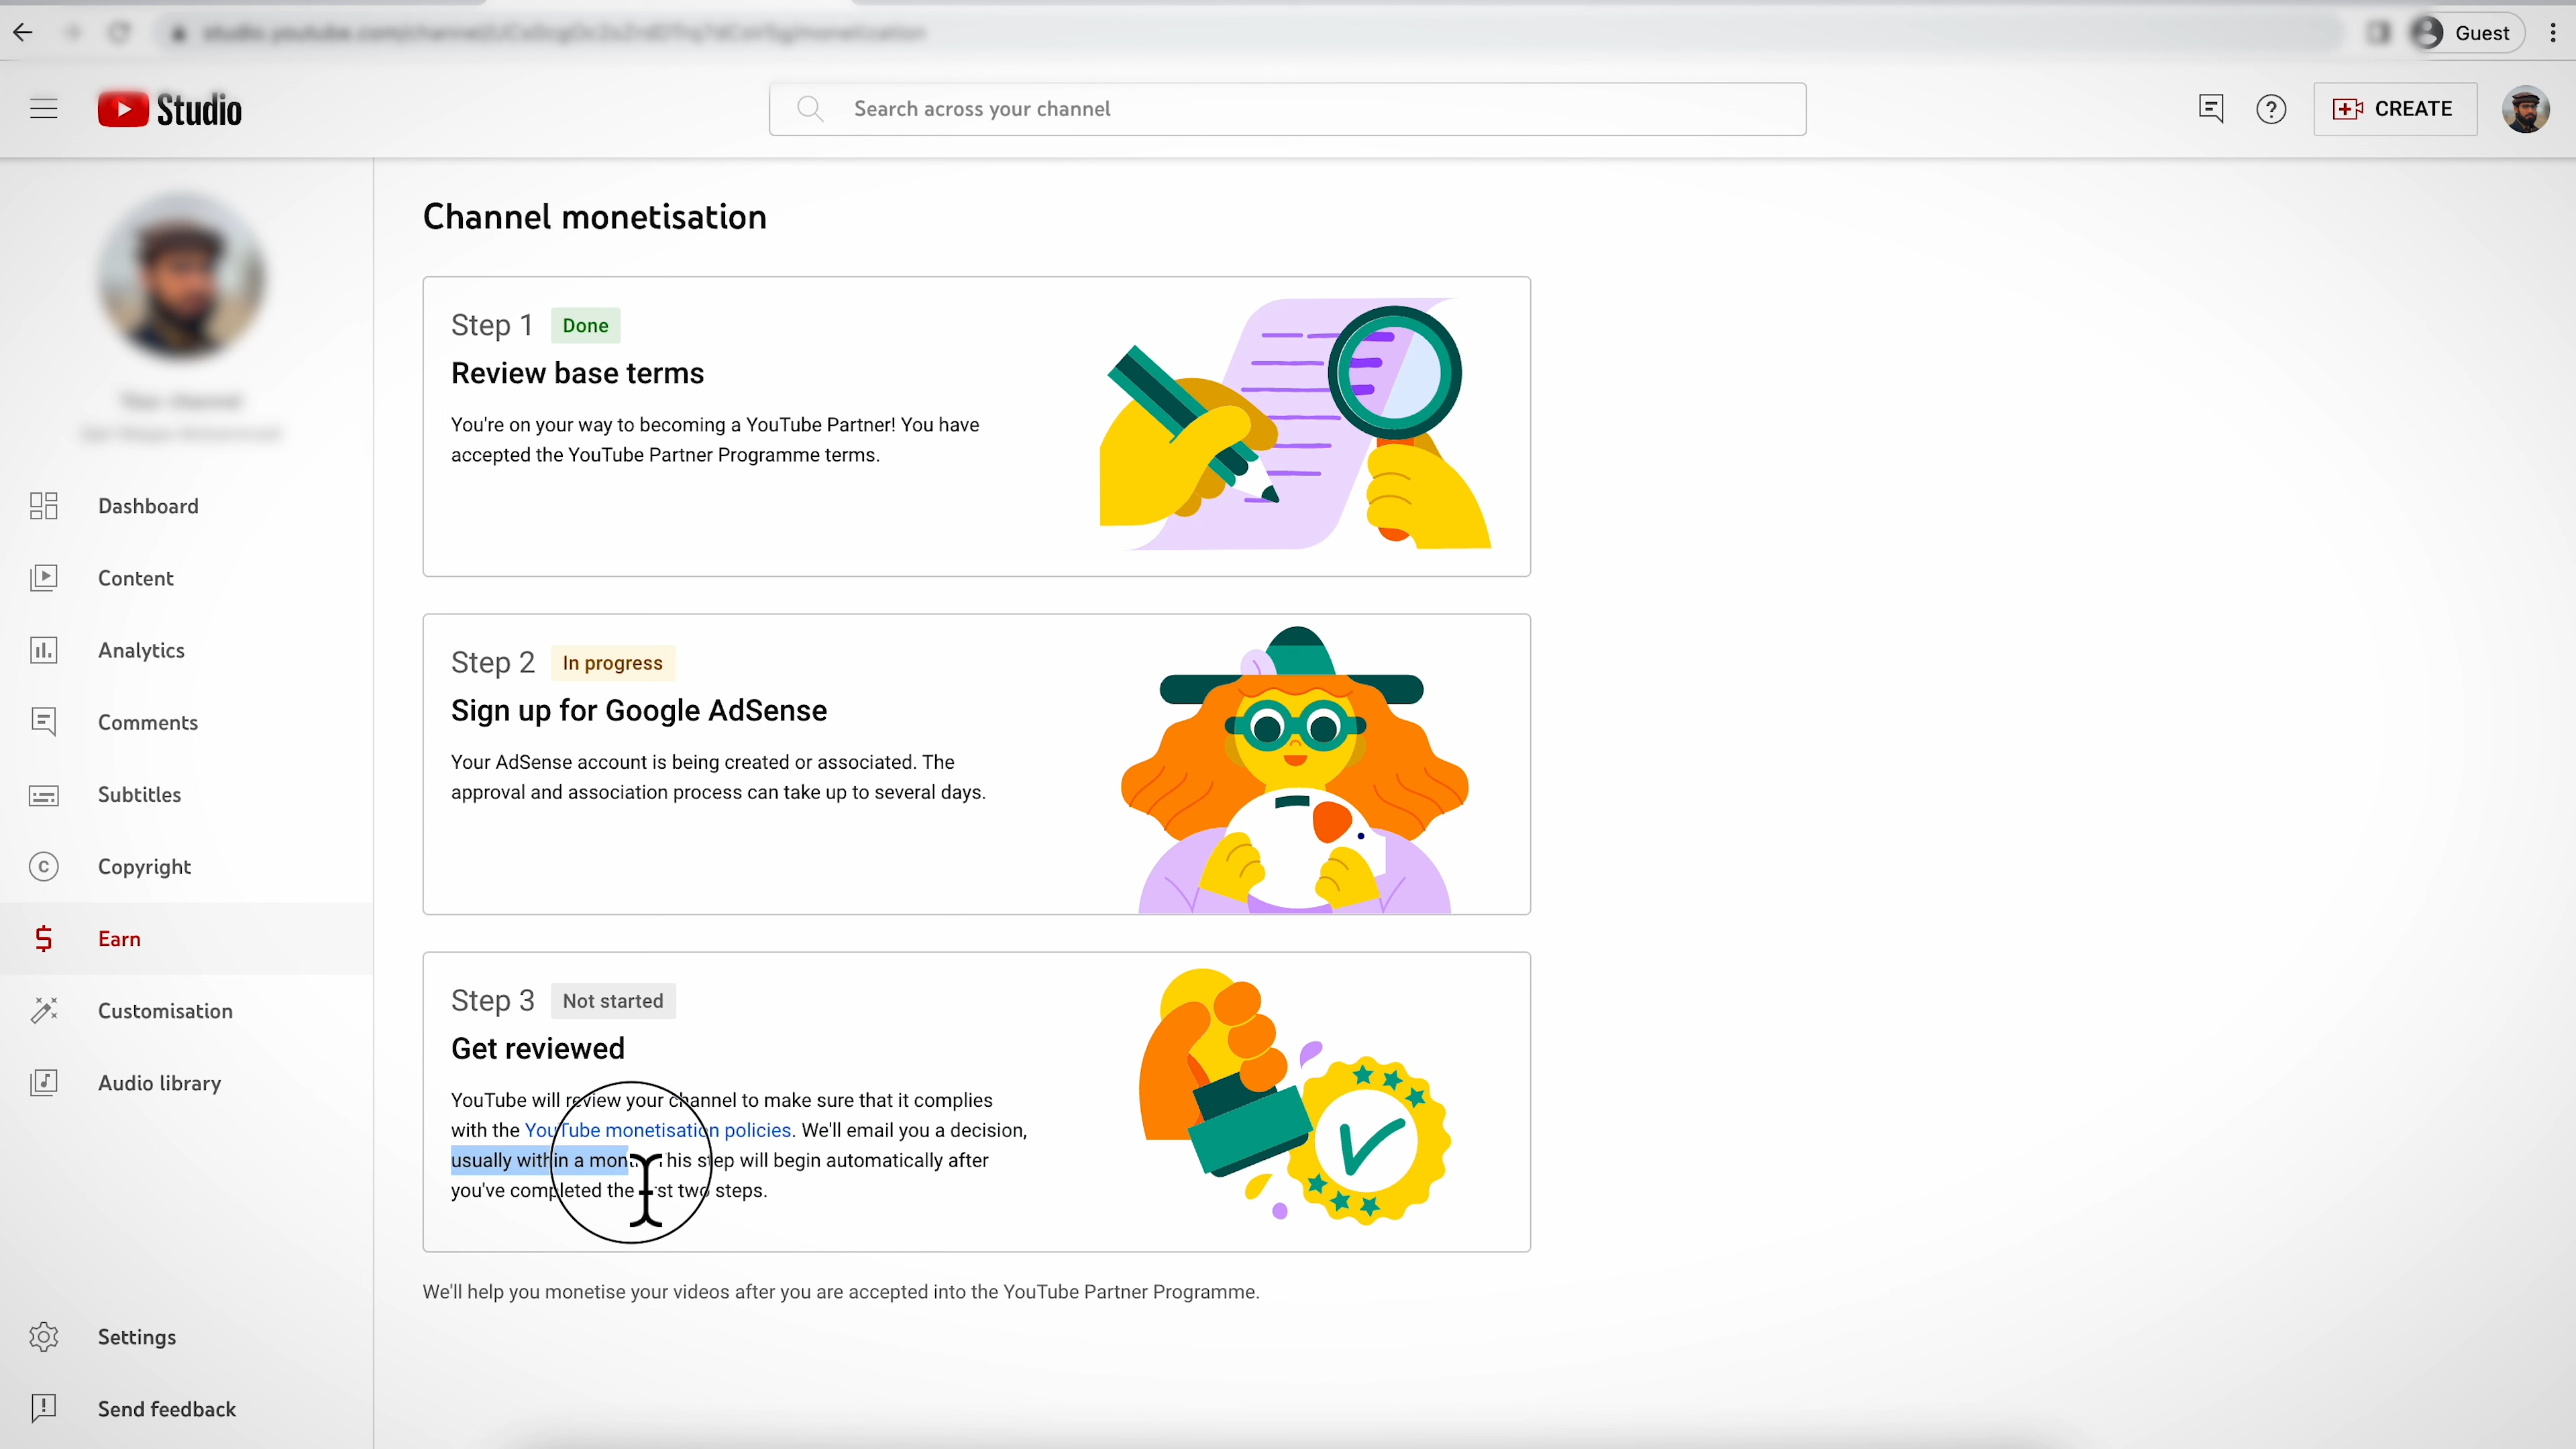 Guest
Studio
Search across your channel
CREATE
Dashboard
Content
Analytics
Comments
Subtitles
Copyright
Earn
Customisation
Audio library
Settings
Send feedback
Channel monetisation
Step 1 Done
Review base terms
You're on your way to becoming a YouTube Partner! You have
accepted the YouTube Partner Programme terms.
Step 2 In progress
Sign up for Google AdSense
Your AdSense account is being created or associated. The
approval and association process can take up to several days.
Step 3 Not started
Get reviewed
YouTube will review your channel to make sure that it complies
with the YouTube monetisation policies. We'll email you a decision,
usually within a month. This step will begin automatically after
you've completed the first two steps.
We'll help you monetise your videos after you are accepted into the YouTube Partner Programme.